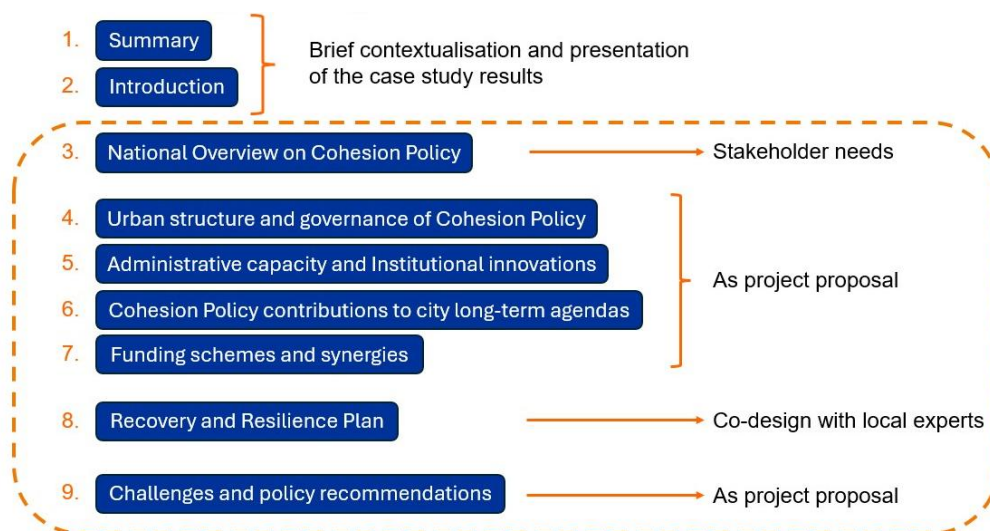 1. Summary
2. Introduction
Brief contextualisation and presentation
of the case study results
3. National Overview on Cohesion Policy
Stakeholder needs
4. Urban structure and governance of Cohesion Policy
5. Administrative capacity and Institutional innovations
6. Cohesion Policy contributions to city long-term agendas
7. Funding schemes and synergies
As project proposal
8. Recovery and Resilience Plan
Co-design with local experts
9. Challenges and policy recommendations
As project proposal